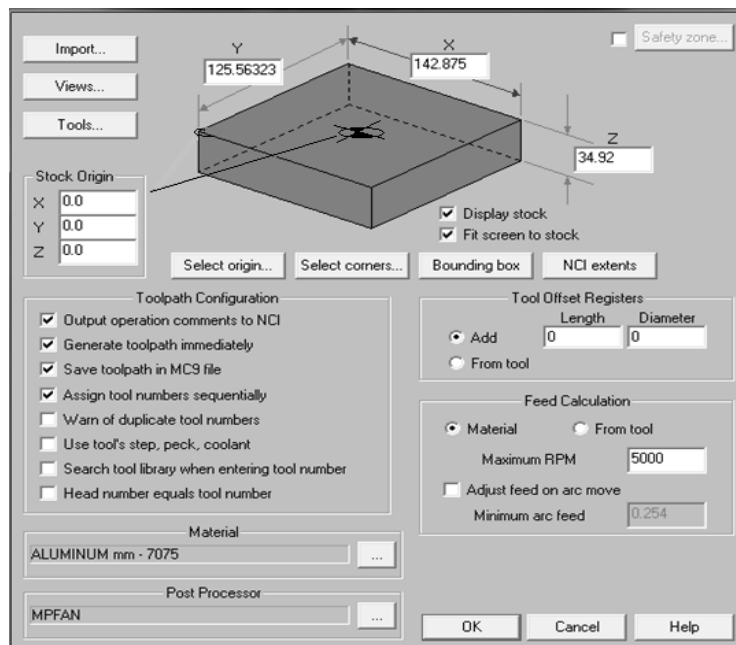 Import...
Views...
Tools...
Y
125.56323
X
142.875
Safety zone...
Z
34.92
Stock Origin
X 0.0
Y 0.0
Z 0.0
Display stock
Fit screen to stock
Select origin...
Select corners...
Bounding box
NCI extents
Toolpath Configuration
Output operation comments to NCI
Generate toolpath immediately
Save toolpath in MC9 file
Assign tool numbers sequentially
Warn of duplicate tool numbers
Use tool's step, peck, coolant
Search tool library when entering tool number
Head number equals tool number
Tool Offset Registers
Length Diameter
Add 0 0
From tool
Feed Calculation
Material From tool
Maximum RPM 5000
Adjust feed on arc move
Minimum arc feed 0.254
Material
ALUMINUM mm - 7075 ...
Post Processor
MPFAN ...
OK Cancel Help